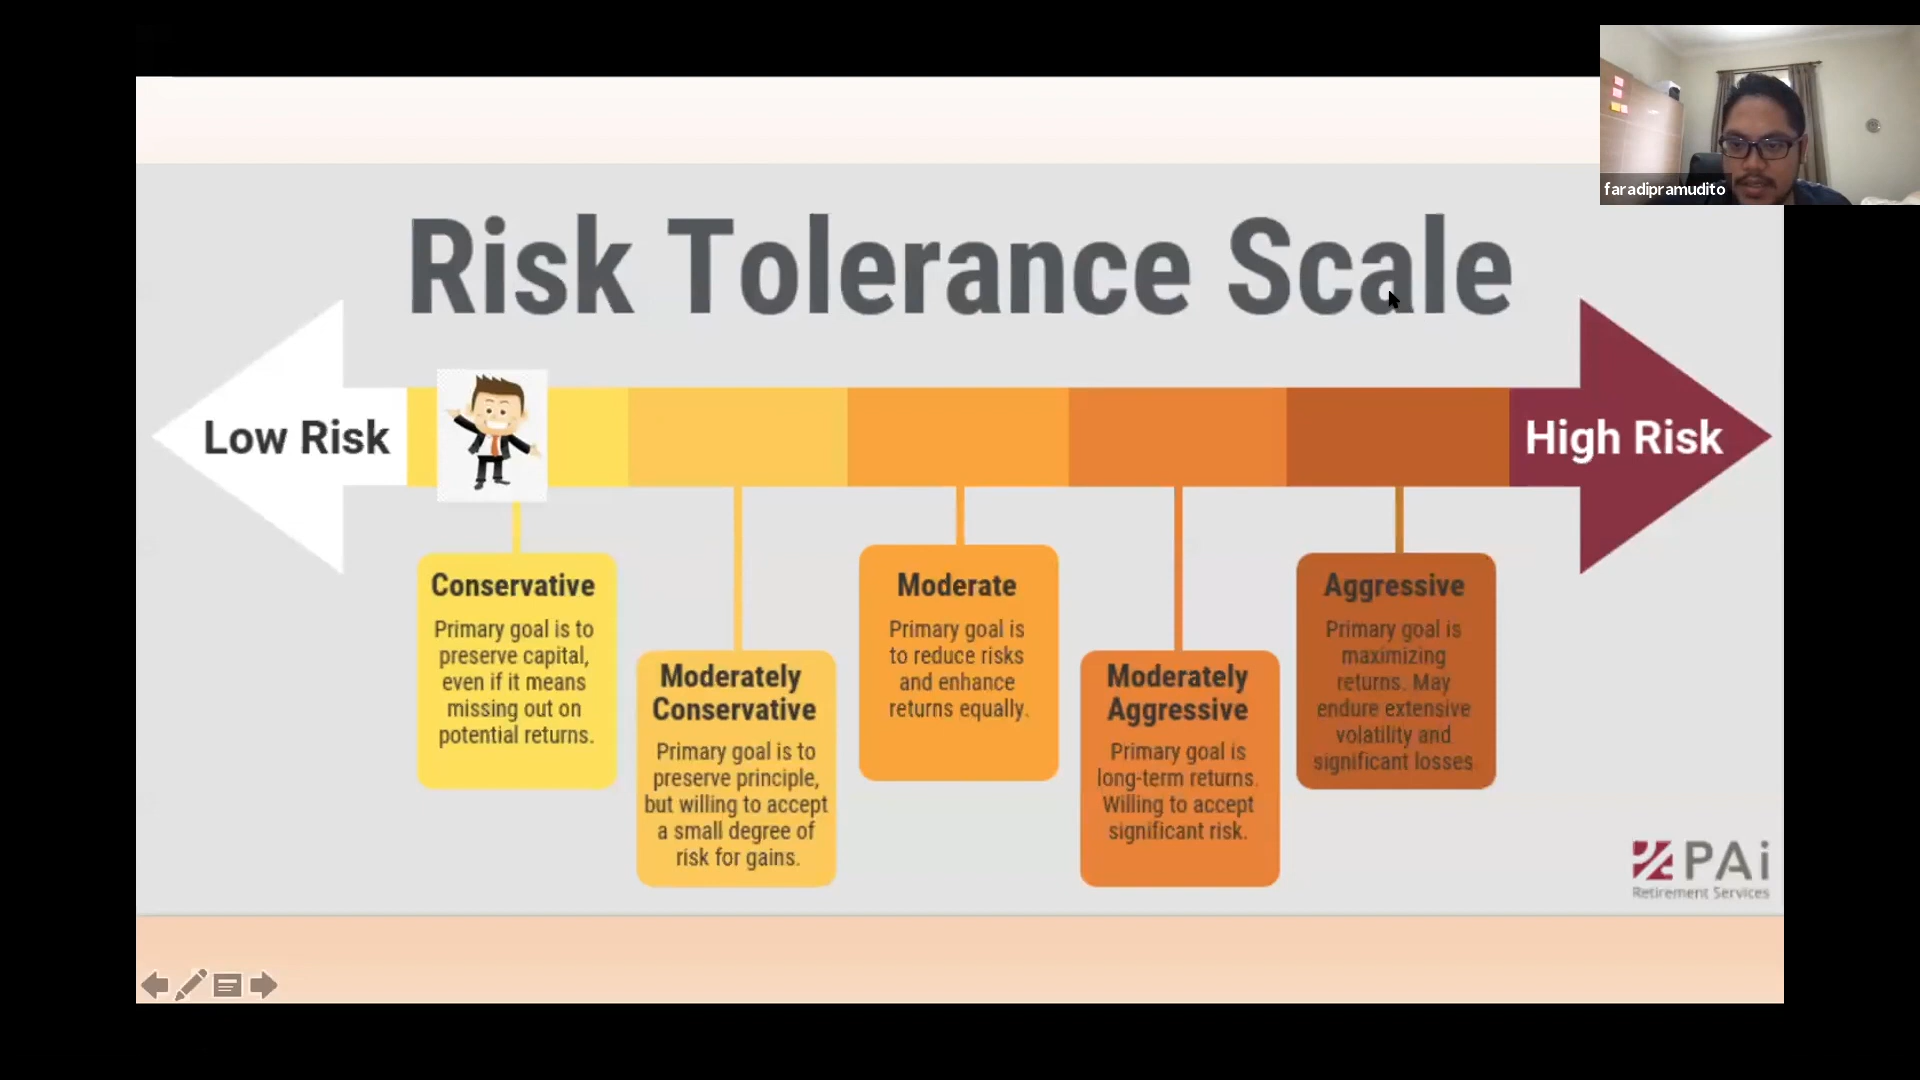 faradipramudito
Risk Tolerance Scale
Low Risk
High Risk
Conservative
Primary goal is to
preserve capital,
even if it means
missing out on
potential returns.
Moderately
Conservative
Primary goal is to
preserve principle,
but willing to accept
a small degree of
risk for gains.
Moderate
Primary goal is
to reduce risks
and enhance
returns equally.
Moderately
Aggressive
Primary goal is
long-term returns.
Willing to accept
significant risk.
Aggressive
Primary goal is
maximizing
returns. May
endure extensive
volatility and
significant losses
PAi
Retirement Services